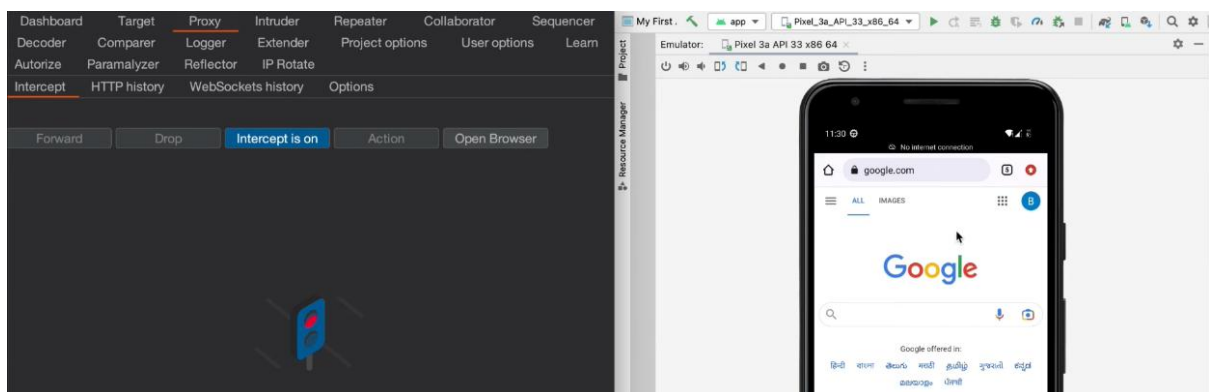 Dashboard Target Proxy Intruder Repeater Collaborator Sequencer
Decoder Comparer Logger Extender Project options User options Learn
Autorize Paramalyzer Reflector IP Rotate
Intercept HTTP history WebSockets history Options
Forward Drop Intercept is on Action Open Browser
My First. app Pixel_3a_API_33_x86_64
Emulator: Pixel 3a API 33 x86 64
Project
Resource Manager
11:30
No internet connection
google.com
ALL IMAGES B
Google
Google offered in:
हिन्दी বাংলা తెలుగు मराठी தமிழ் ગુજરાતી ಕನ್ನಡ
മലയാളം ਪੰਜਾਬੀ